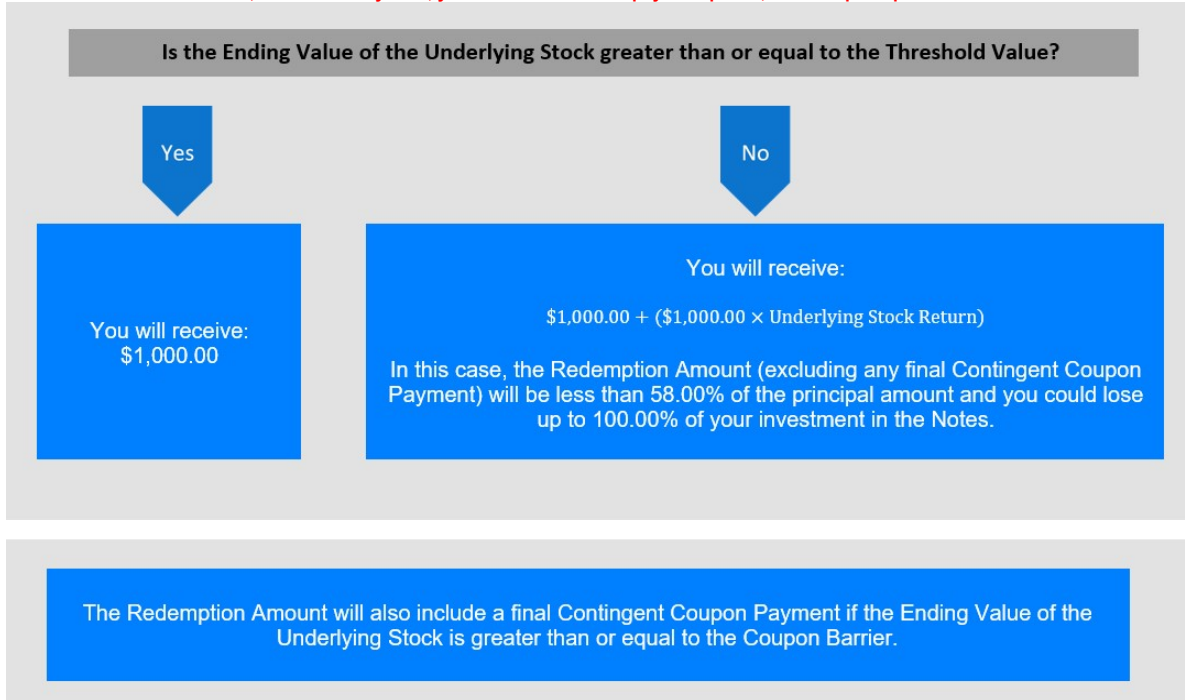 Is the Ending Value of the Underlying Stock greater than or equal to the Threshold Value?
Yes
No
You will receive:
$1,000.00
You will receive:
$1,000.00 + ($1,000.00 × Underlying Stock Return)
In this case, the Redemption Amount (excluding any final Contingent Coupon
Payment) will be less than 58.00% of the principal amount and you could lose
up to 100.00% of your investment in the Notes.
The Redemption Amount will also include a final Contingent Coupon Payment if the Ending Value of the
Underlying Stock is greater than or equal to the Coupon Barrier.